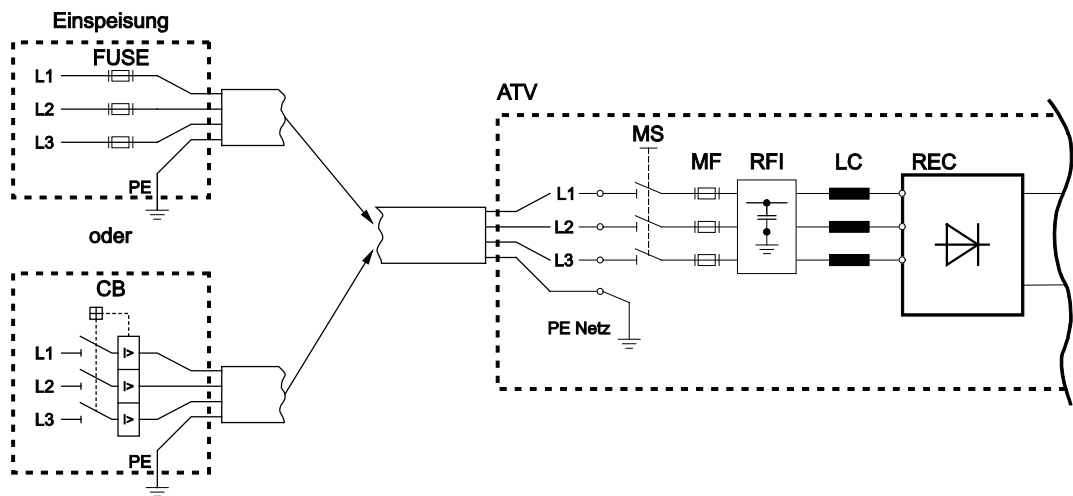 Einspeisung
FUSE
L1
L2
L3
PE
oder
CB
L1
I>
L2
I>
L3
I>
PE
ATV
MS
MF RFI LC REC
L1
L2
L3
PE Netz